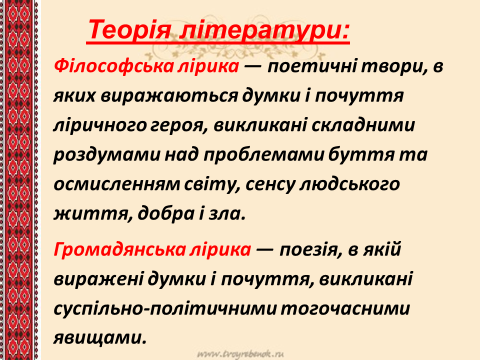 Теорія літератури:
Філософська лірика — поетичні твори, в
яких виражаються думки і почуття
ліричного героя, викликані складними
роздумами над проблемами буття та
осмисленням світу, сенсу людського
життя, добра і зла.
Громадянська лірика — поезія, в якій
виражені думки і почуття, викликані
суспільно-політичними тогочасними
явищами.
www.tvoyrebenok.ru